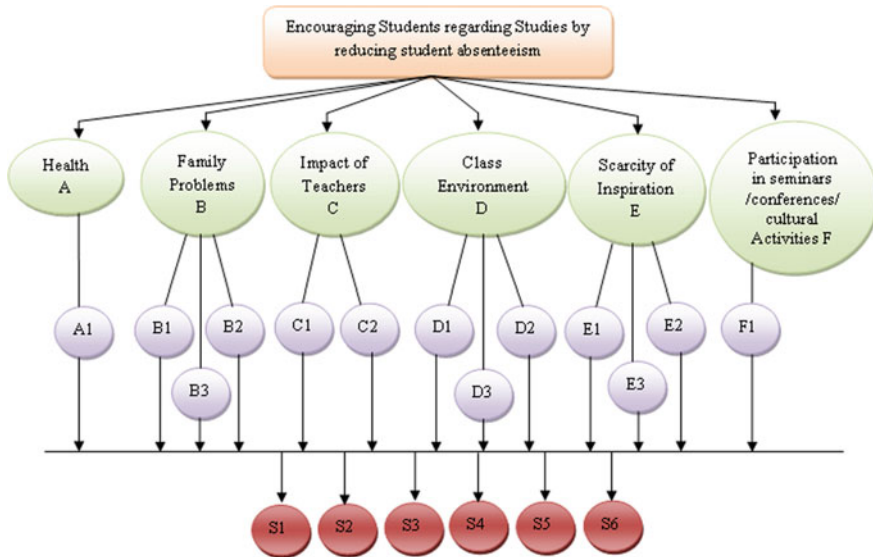 Encouraging Students regarding Studies by
reducing student absenteeism
Health
A
Family
Problems
B
Impact of
Teachers
C
Class
Environment
D
Scarcity of
Inspiration
E
Participation
in seminars
/conferences/
cultural
Activities F
A1
B1
B2
C1
C2
D1
D2
E1
E2
F1
B3
D3
E3
S1
S2
S3
S4
S5
S6